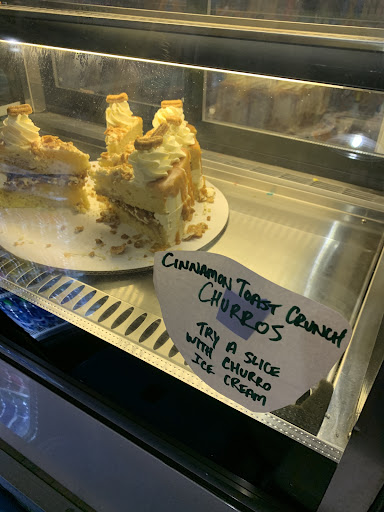 CINNAMON TOAST CRUNCH
CHURROS
TRY A SLICE
WITH CHURRO
ICE CREAM